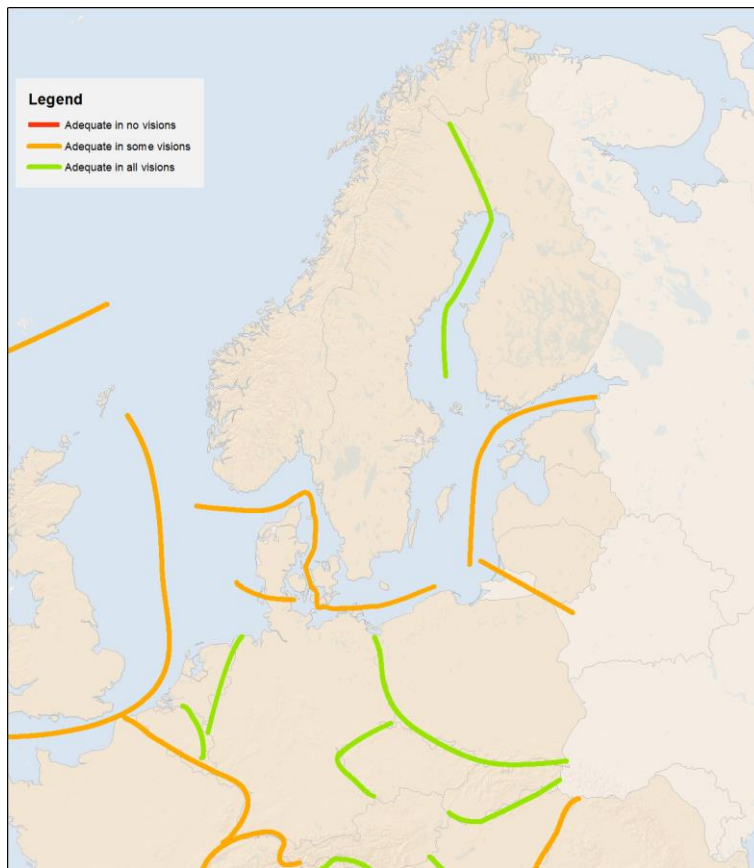 Legend
Adequate in no visions
Adequate in some visions
Adequate in all visions